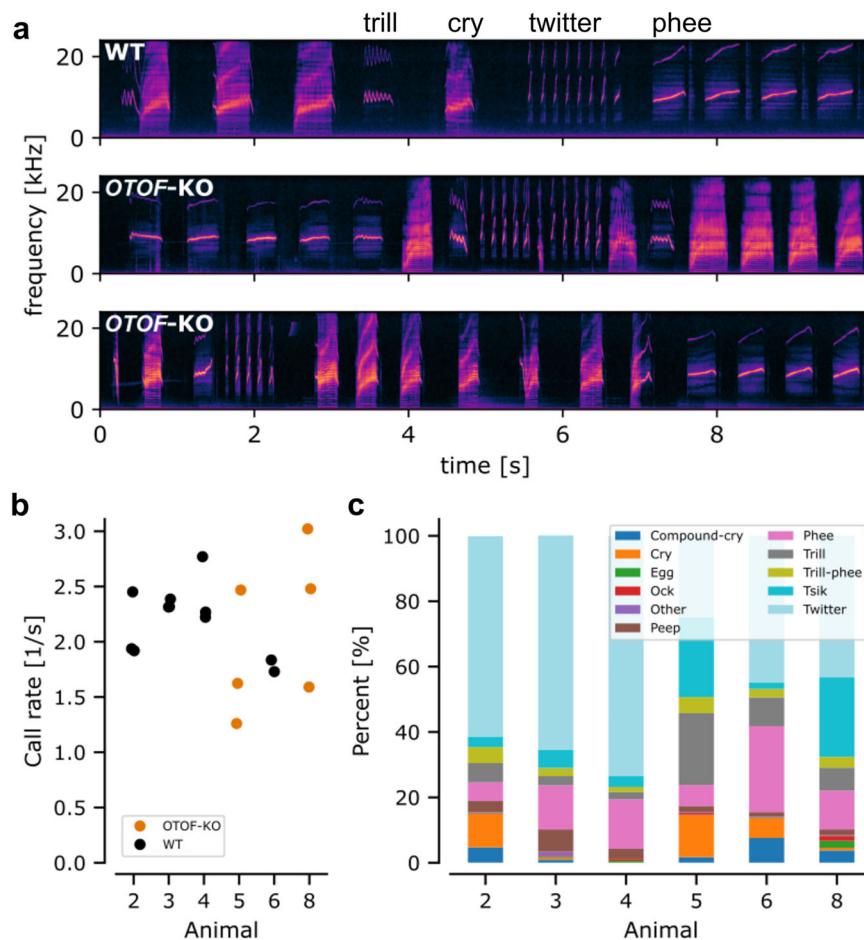 a
trill cry twitter phee
WT
20
0
OTOF-KO
20
0
OTOF-KO
20
0
frequency [kHz]
0 2 4 6 8
time [s]
b
3.0
2.5
2.0
1.5
1.0
0.5
0.0
Call rate [1/s]
OTOF-KO
WT
2 3 4 5 6 8
Animal
c
100
80
60
40
20
0
Percent [%]
Compound-cry
Cry
Egg
Ock
Other
Peep
Phee
Trill
Trill-phee
Tsik
Twitter
2 3 4 5 6 8
Animal